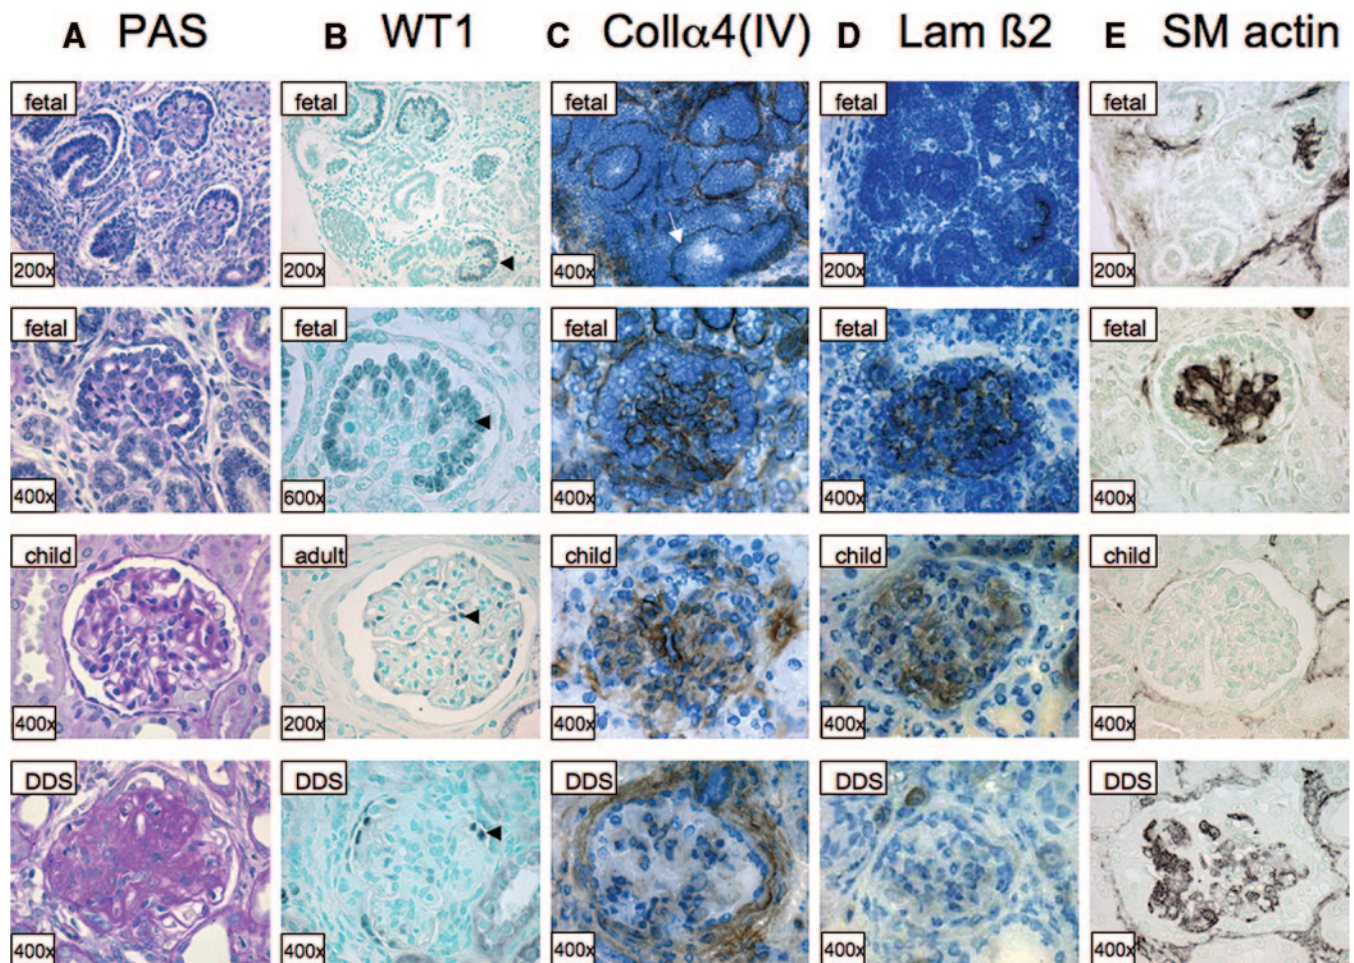 A PAS B WT1 C Collα4(IV) D Lam ß2 E SM actin
fetal fetal fetal fetal fetal
200x 200x 400x 200x 200x
fetal fetal fetal fetal fetal
400x 600x 400x 400x 400x
child adult child child child
400x 200x 400x 400x 400x
DDS DDS DDS DDS DDS
400x 400x 400x 400x 400x